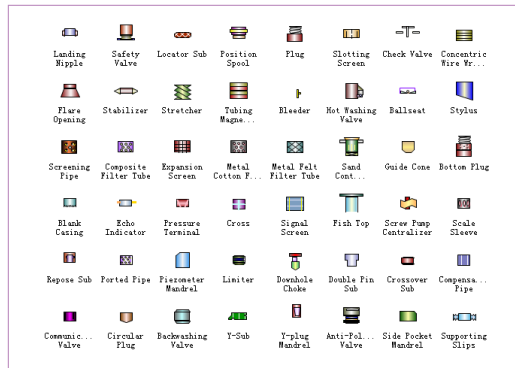 Landing Nipple
Safety Valve
Locator Sub
Position Spool
Plug
Slotting Screen
Check Valve
Concentric Wire Wr...
Flare Opening
Stabilizer
Stretcher
Tubing Magne...
Bleeder
Hot Washing Valve
Ballseat
Stylus
Screening Pipe
Composite Filter Tube
Expansion Screen
Metal Cotton F...
Metal Felt Filter Tube
Sand Cont...
Guide Cone
Bottom Plug
Blank Casing
Echo Indicator
Pressure Terminal
Cross
Signal Screen
Fish Top
Screw Pump Centralizer
Scale Sleeve
Repose Sub
Ported Pipe
Piezometer Mandrel
Limiter
Downhole Choke
Double Pin Sub
Crossover Sub
Compensa... Pipe
Communic... Valve
Circular Plug
Backwashing Valve
Y-Sub
Y-plug Mandrel
Anti-Pol... Valve
Side Pocket Mandrel
Supporting Slips